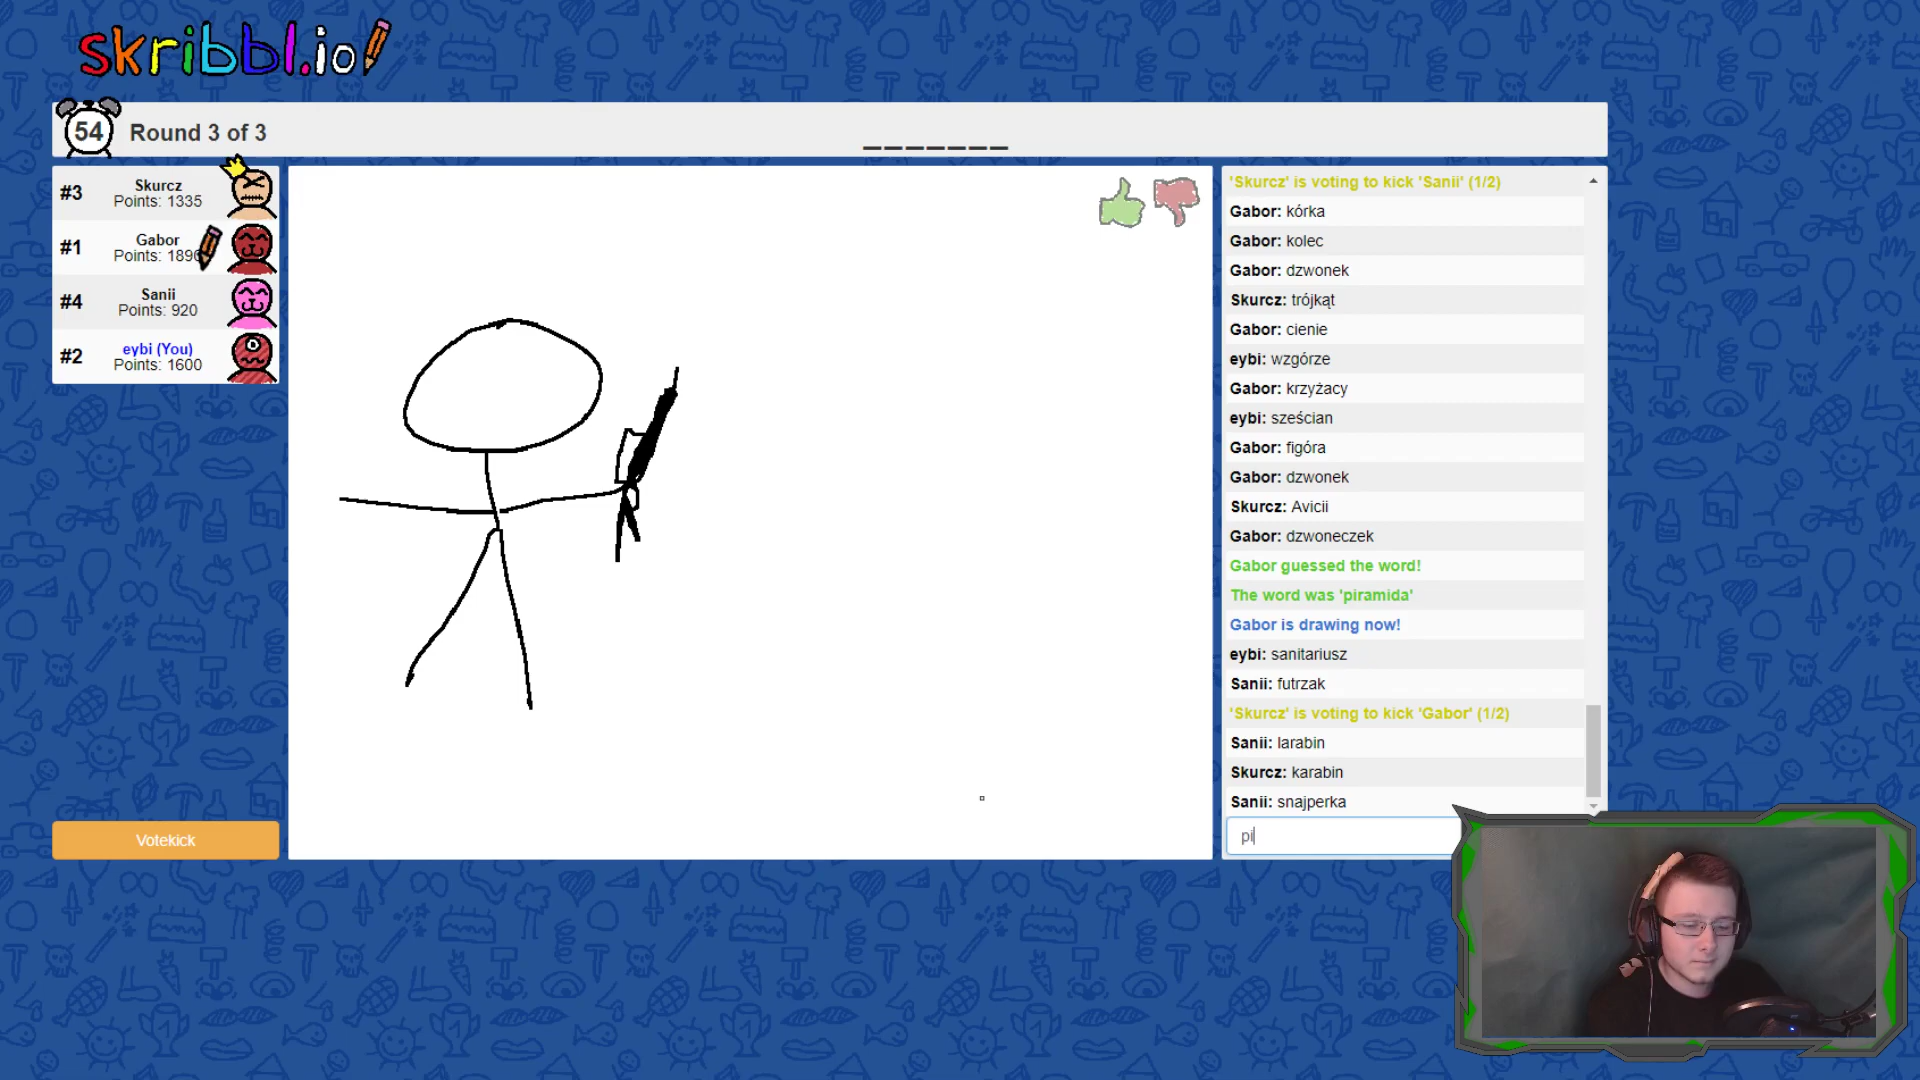 skribbl.io
54
Round 3 of 3
_______
#3
Skurcz
Points: 1335
#1
Gabor
Points: 1890
#4
Sanii
Points: 920
#2
eybi (You)
Points: 1600
Votekick
'Skurcz' is voting to kick 'Sanii' (1/2)
Gabor: kórka
Gabor: kolec
Gabor: dzwonek
Skurcz: trójkąt
Gabor: cienie
eybi: wzgórze
Gabor: krzyżacy
eybi: sześcian
Gabor: figóra
Gabor: dzwonek
Skurcz: Avicii
Gabor: dzwoneczek
Gabor guessed the word!
The word was 'piramida'
Gabor is drawing now!
eybi: sanitariusz
Sanii: futrzak
'Skurcz' is voting to kick 'Gabor' (1/2)
Sanii: larabin
Skurcz: karabin
Sanii: snajperka
pi